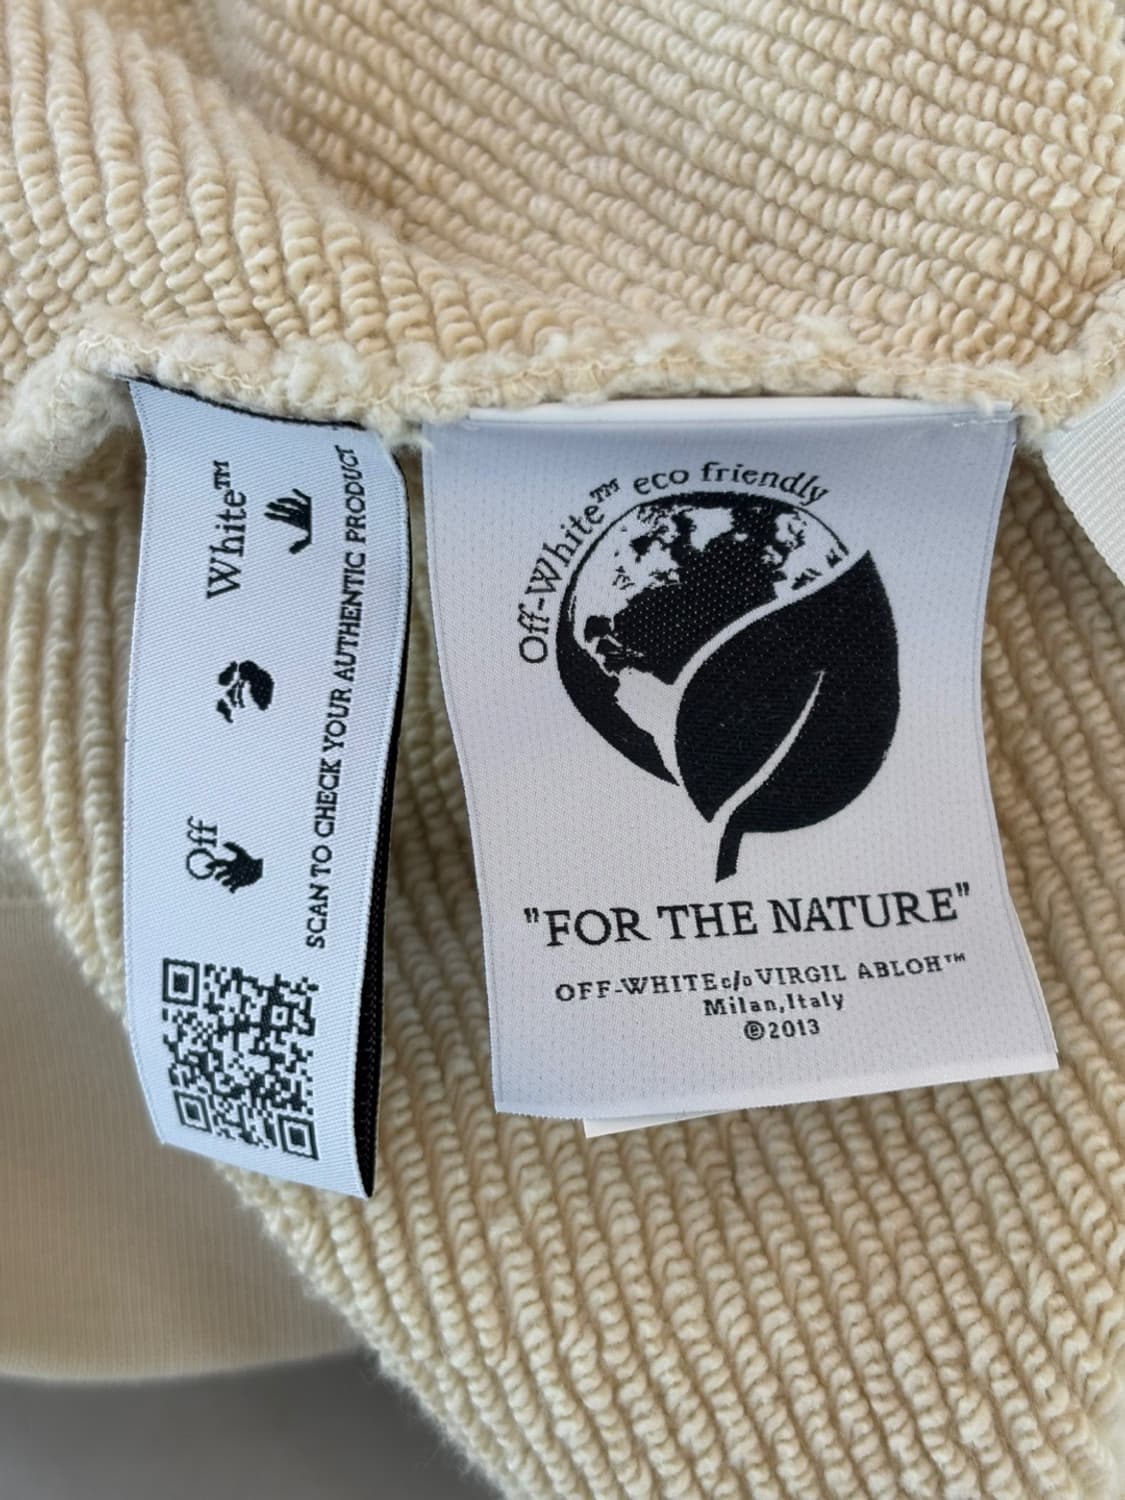 Off White™
SCAN TO CHECK YOUR AUTHENTIC PRODUCT
Off-White™ eco friendly
"FOR THE NATURE"
OFF-WHITE c/o VIRGIL ABLOH™
Milan,Italy
©2013